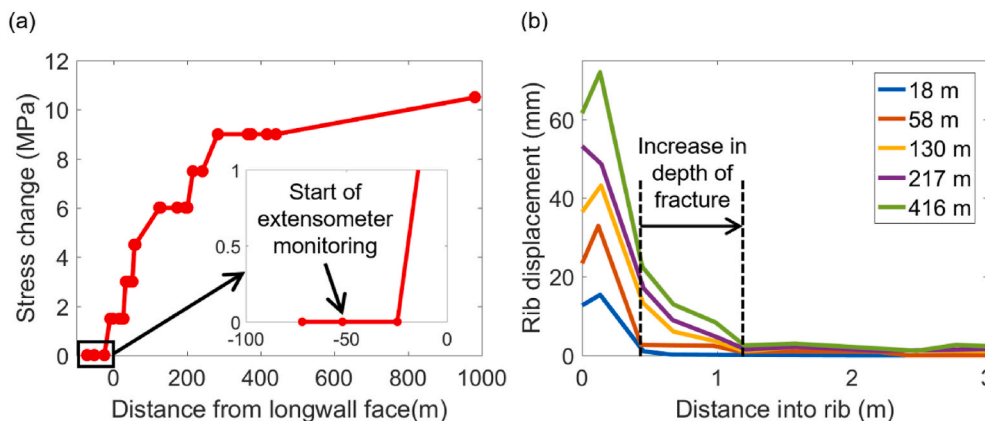 (a)
12
10
8
6
4
2
0
Stress change (MPa)
0
200
400
600
800
1000
Distance from longwall face(m)
1
0.5
0
-100
-50
0
Start of
extensometer
monitoring
(b)
60
40
20
0
Rib displacement (mm)
0
1
2
3
Distance into rib (m)
Increase in
depth of
fracture
18 m
58 m
130 m
217 m
416 m